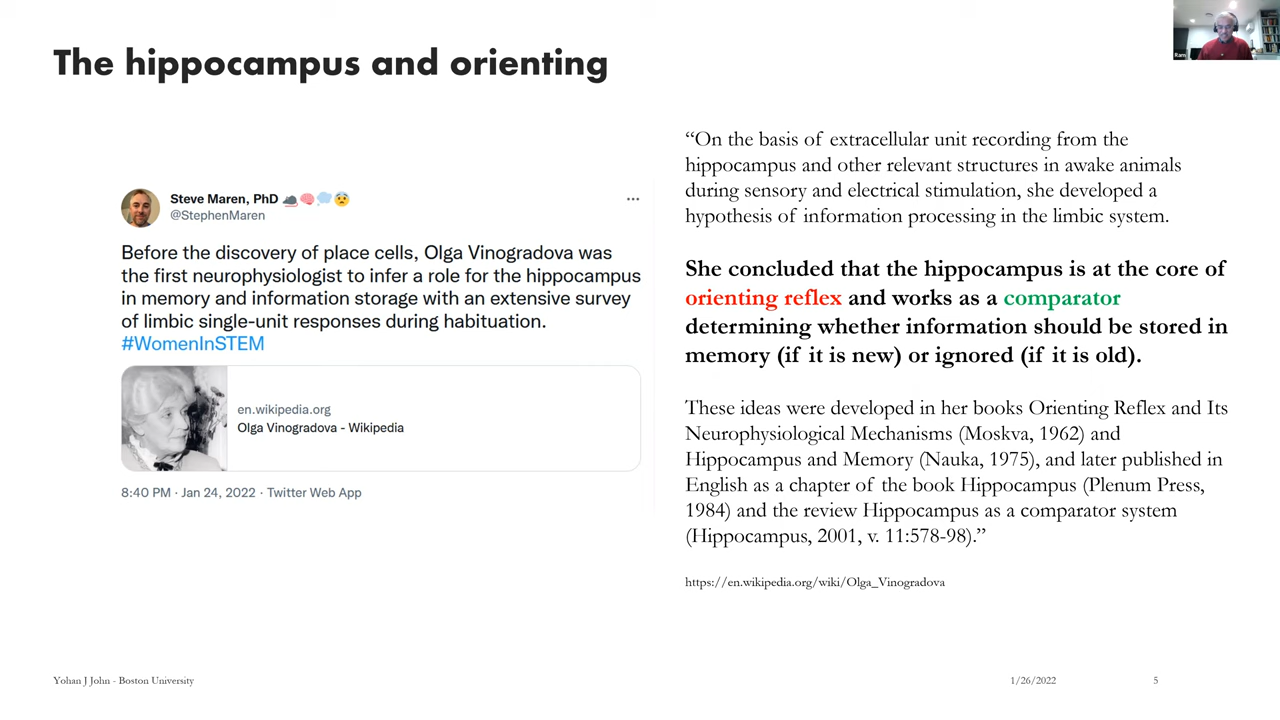 The hippocampus and orienting
Ram
Steve Maren, PhD 🐀🧠💭😨
@StephenMaren
...
Before the discovery of place cells, Olga Vinogradova was
the first neurophysiologist to infer a role for the hippocampus
in memory and information storage with an extensive survey
of limbic single-unit responses during habituation.
#WomenInSTEM
en.wikipedia.org
Olga Vinogradova - Wikipedia
8:40 PM · Jan 24, 2022 · Twitter Web App
“On the basis of extracellular unit recording from the
hippocampus and other relevant structures in awake animals
during sensory and electrical stimulation, she developed a
hypothesis of information processing in the limbic system.
She concluded that the hippocampus is at the core of
orienting reflex and works as a comparator
determining whether information should be stored in
memory (if it is new) or ignored (if it is old).
These ideas were developed in her books Orienting Reflex and Its
Neurophysiological Mechanisms (Moskva, 1962) and
Hippocampus and Memory (Nauka, 1975), and later published in
English as a chapter of the book Hippocampus (Plenum Press,
1984) and the review Hippocampus as a comparator system
(Hippocampus, 2001, v. 11:578-98).”
https://en.wikipedia.org/wiki/Olga_Vinogradova
Yohan J John - Boston University
1/26/2022
5